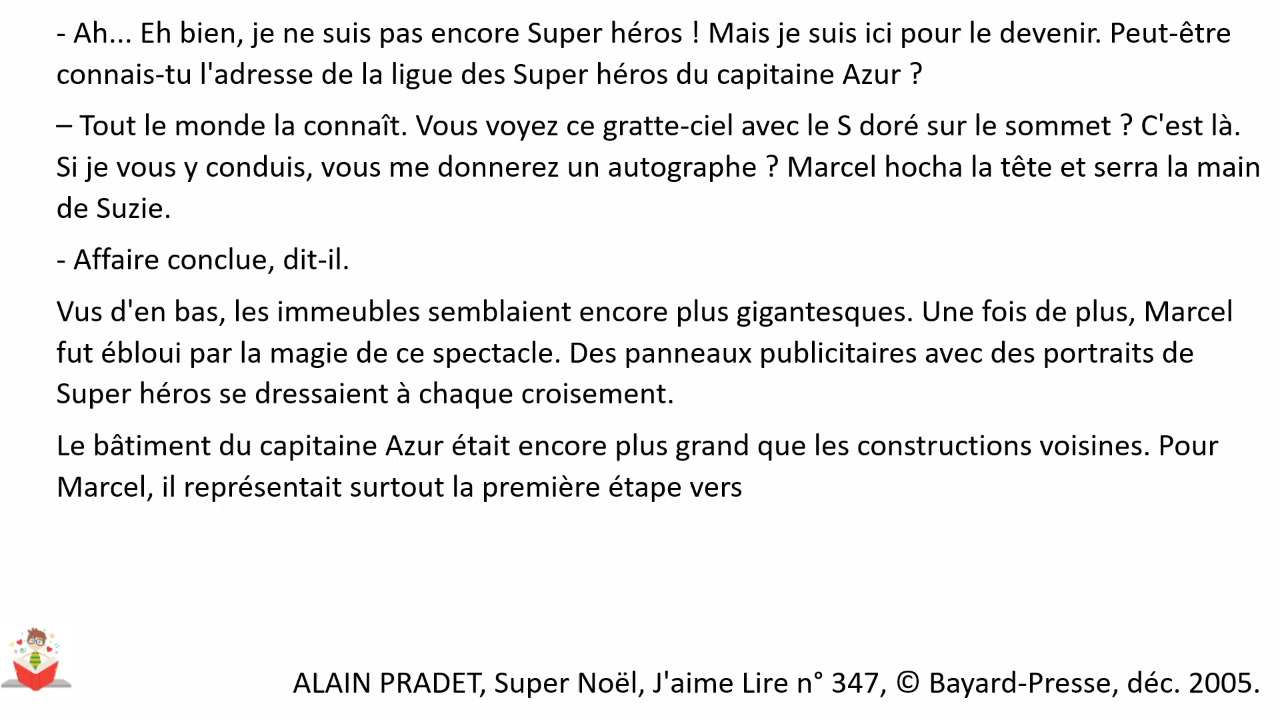 - Ah... Eh bien, je ne suis pas encore Super héros ! Mais je suis ici pour le devenir. Peut-être
connais-tu l'adresse de la ligue des Super héros du capitaine Azur ?
– Tout le monde la connaît. Vous voyez ce gratte-ciel avec le S doré sur le sommet ? C'est là.
Si je vous y conduis, vous me donnerez un autographe ? Marcel hocha la tête et serra la main
de Suzie.
- Affaire conclue, dit-il.
Vus d'en bas, les immeubles semblaient encore plus gigantesques. Une fois de plus, Marcel
fut ébloui par la magie de ce spectacle. Des panneaux publicitaires avec des portraits de
Super héros se dressaient à chaque croisement.
Le bâtiment du capitaine Azur était encore plus grand que les constructions voisines. Pour
Marcel, il représentait surtout la première étape vers
ALAIN PRADET, Super Noël, J'aime Lire n° 347, © Bayard-Presse, déc. 2005.